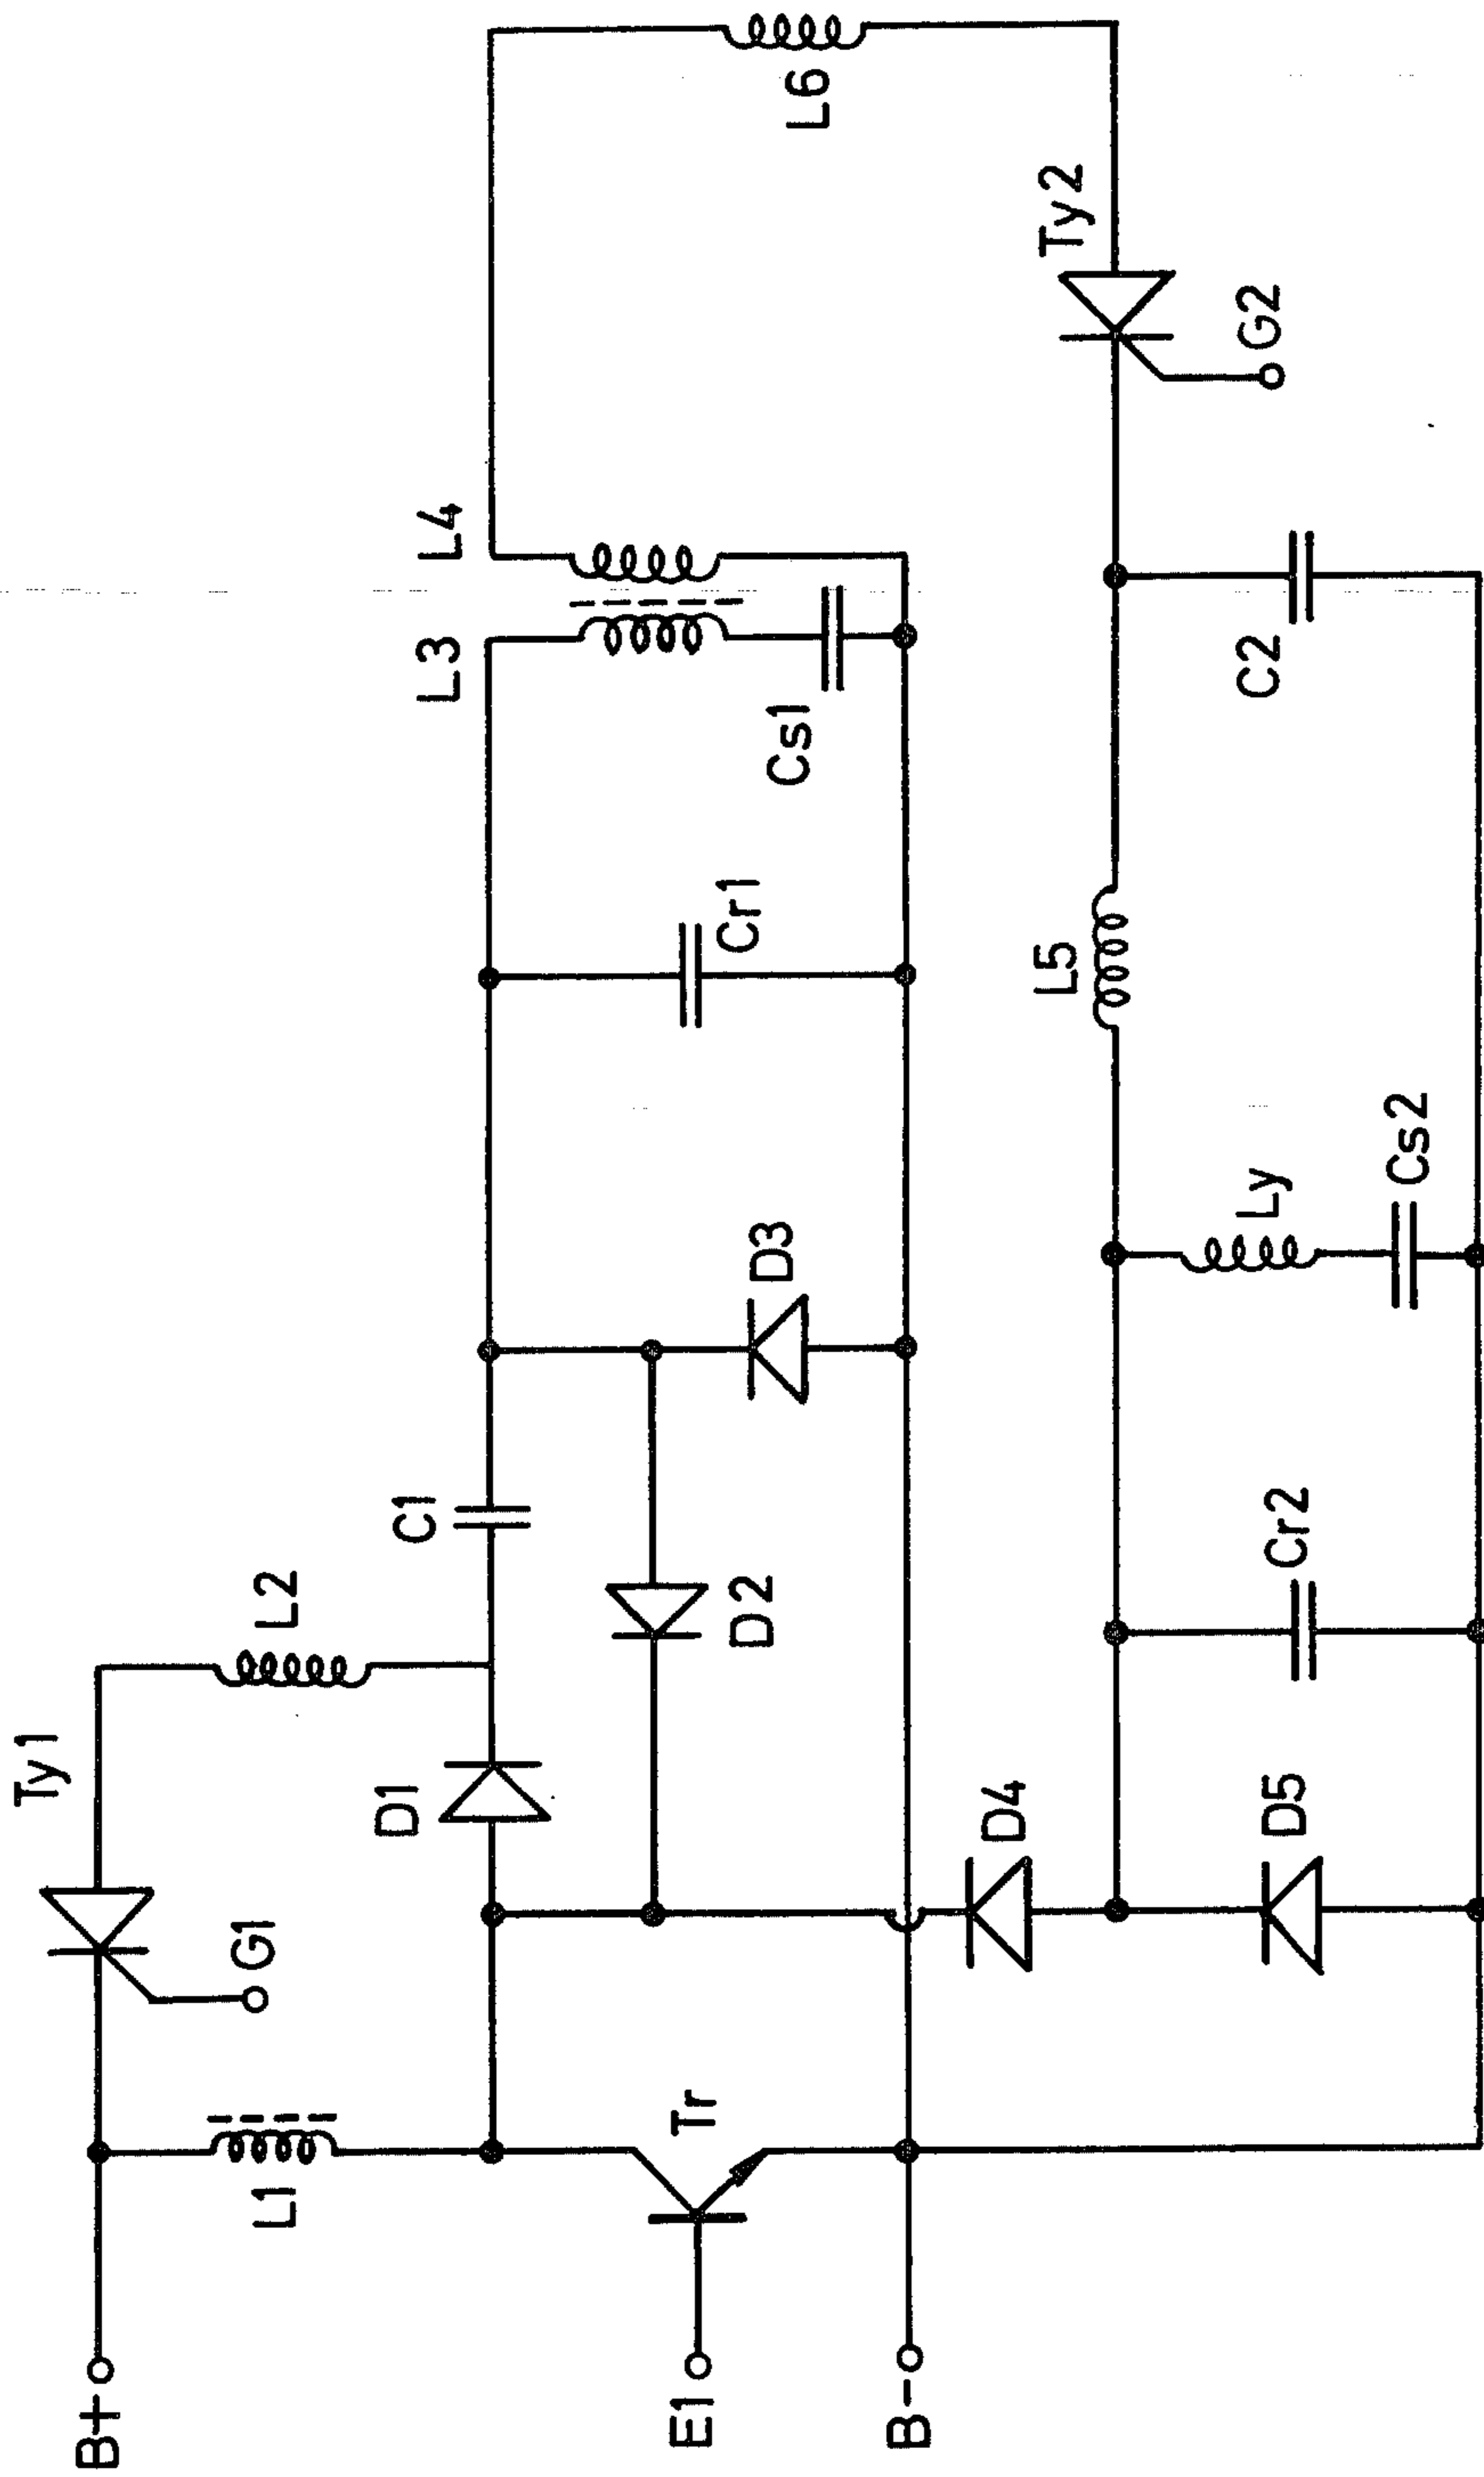 B+
L1
Ty1
G1
L2
D1
C1
L3
L4
L6
E1
Tr
D2
D3
Cr1
Cs1
B-
D4
D5
Cr2
Ly
Cs2
L5
C2
Ty2
G2